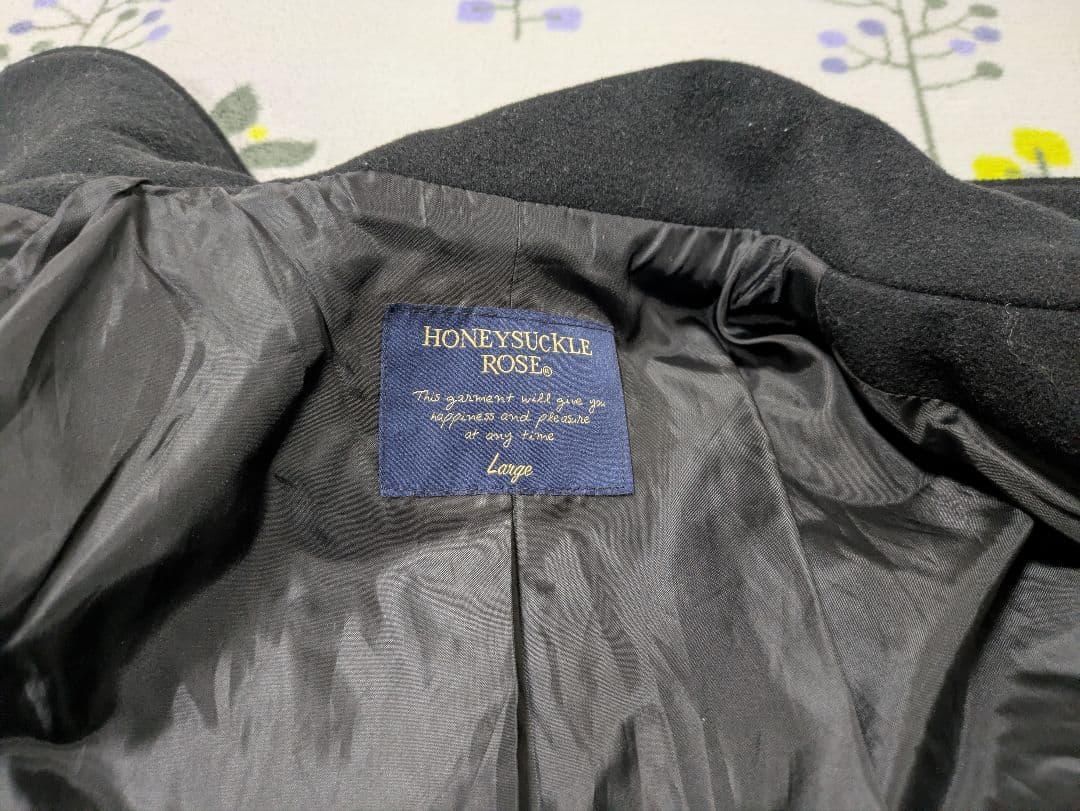 HONEYSUCKLE
ROSE®
This garment will give you
happiness and pleasure
at any time
Large